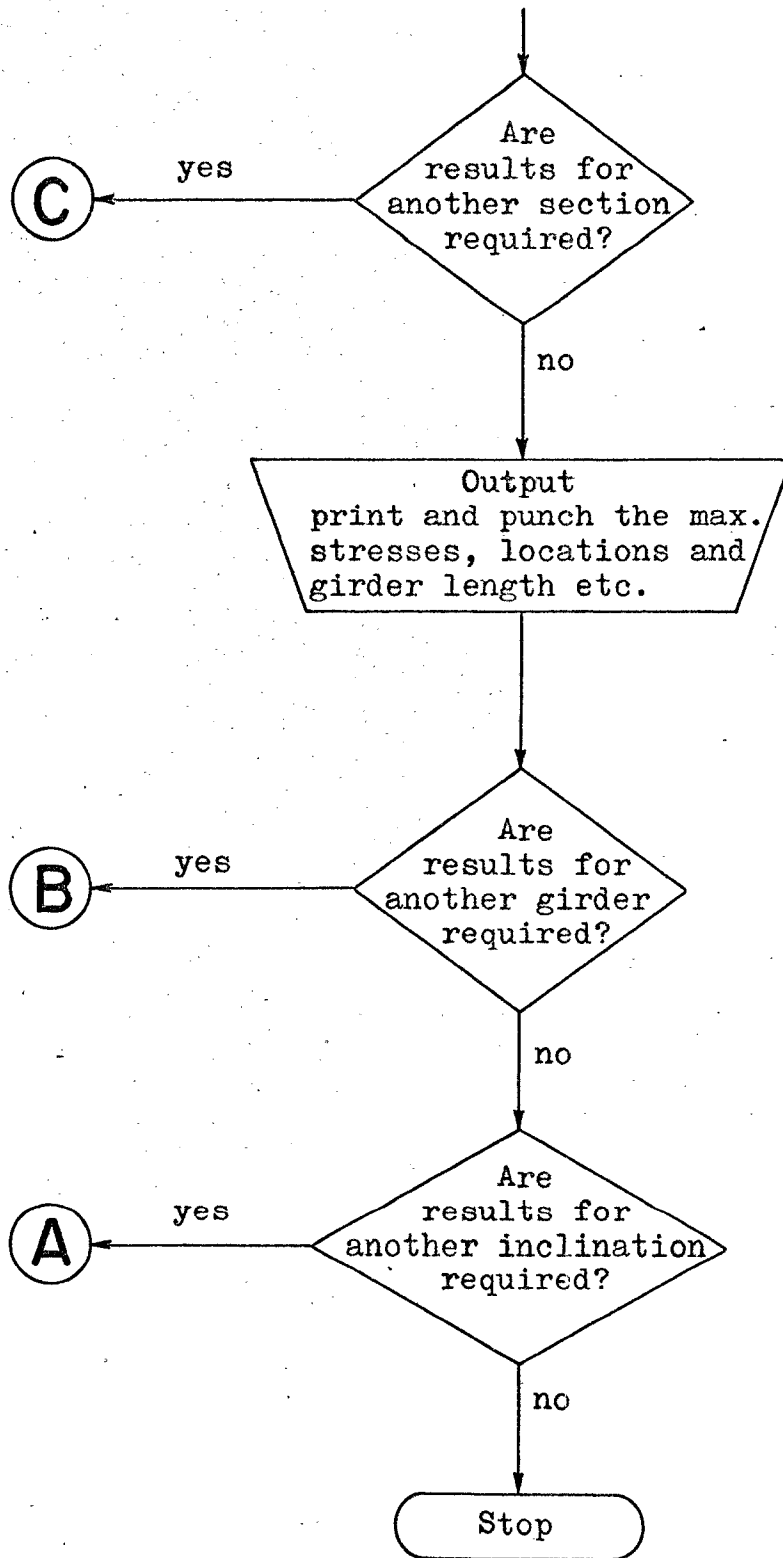 Are
results for
another section
required?
yes
C
no
Output
print and punch the max.
stresses, locations and
girder length etc.
Are
results for
another girder
required?
yes
B
no
Are
results for
another inclination
required?
yes
A
no
Stop